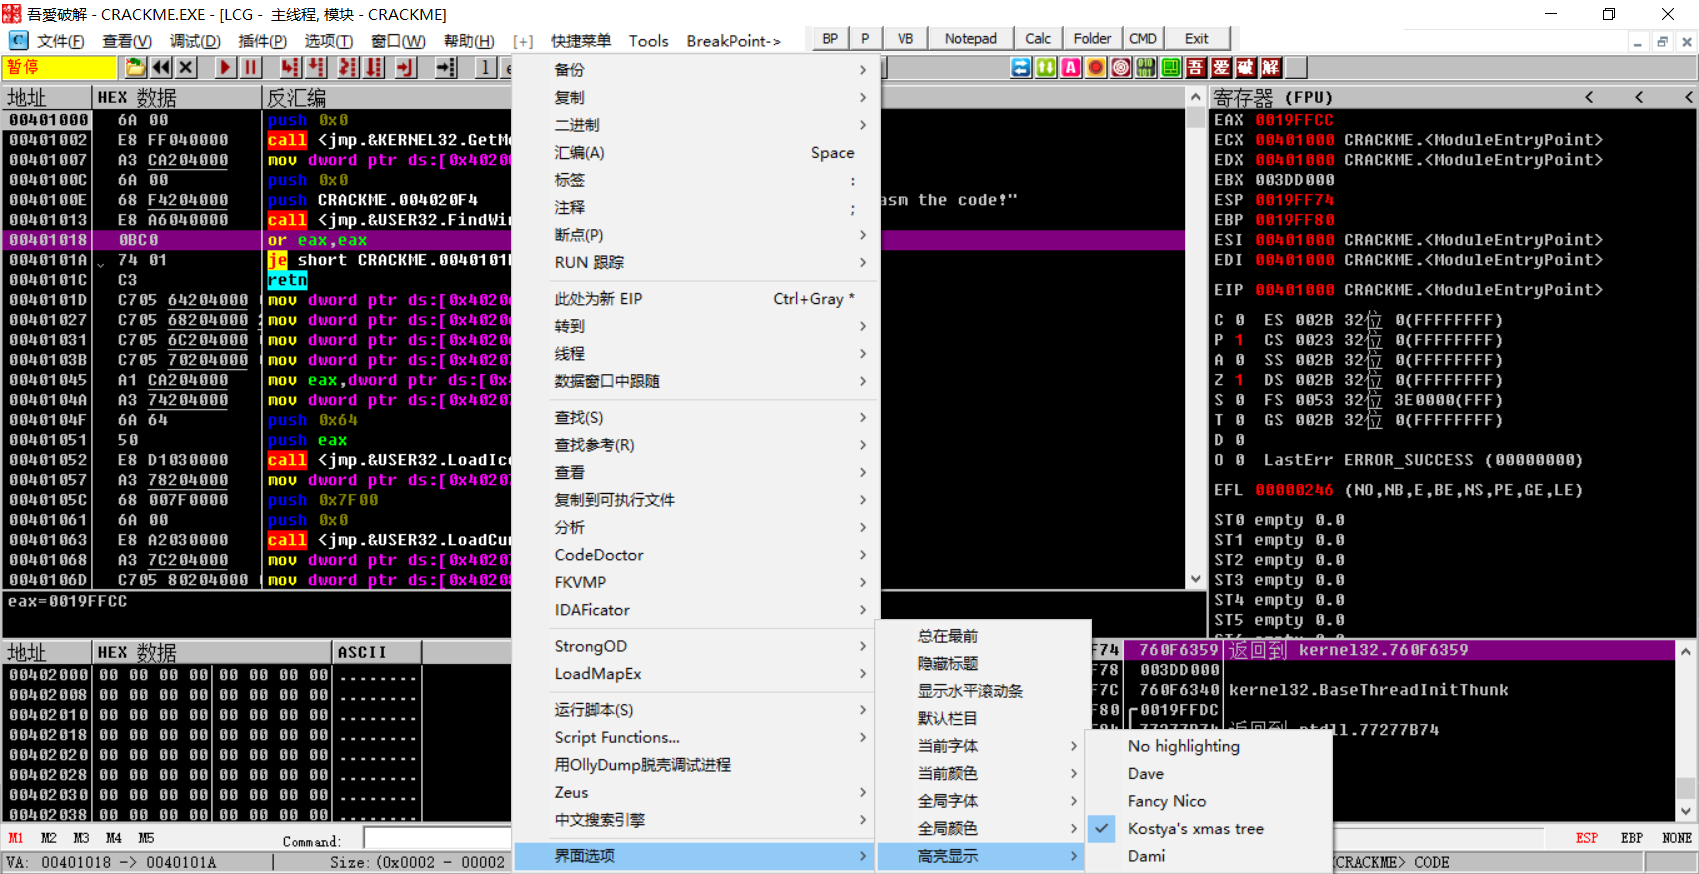 吾爱破解 - CRACKME.EXE - [LCG - 主线程, 模块 - CRACKME]
文件(F) 查看(V) 调试(D) 插件(P) 选项(T) 窗口(W) 帮助(H) [+] 快捷菜单 Tools BreakPoint-> BP P VB Notepad Calc Folder CMD Exit
暂停 l e 吾 爱 破 解
地址 HEX 数据 反汇编
00401000 6A 00 push 0x0
00401002 E8 FF040000 call <jmp.&KERNEL32.GetMo
00401007 A3 CA204000 mov dword ptr ds:[0x4020
0040100C 6A 00 push 0x0
0040100E 68 F4204000 push CRACKME.004020F4 asm the code!"
00401013 E8 A6040000 call <jmp.&USER32.FindWin
00401018 0BC0 or eax,eax
0040101A 74 01 je short CRACKME.0040101
0040101C C3 retn
0040101D C705 64204000 mov dword ptr ds:[0x4020
00401027 C705 68204000 mov dword ptr ds:[0x4020
00401031 C705 6C204000 mov dword ptr ds:[0x4020
0040103B C705 70204000 mov dword ptr ds:[0x4020
00401045 A1 CA204000 mov eax,dword ptr ds:[0x
0040104A A3 74204000 mov dword ptr ds:[0x4020
0040104F 6A 64 push 0x64
00401051 50 push eax
00401052 E8 D1030000 call <jmp.&USER32.LoadIco
00401057 A3 78204000 mov dword ptr ds:[0x4020
0040105C 68 007F0000 push 0x7F00
00401061 6A 00 push 0x0
00401063 E8 A2030000 call <jmp.&USER32.LoadCur
00401068 A3 7C204000 mov dword ptr ds:[0x4020
0040106D C705 80204000 mov dword ptr ds:[0x4020
eax=0019FFCC
寄存器 (FPU) < < <
EAX 0019FFCC
ECX 00401000 CRACKME.<ModuleEntryPoint>
EDX 00401000 CRACKME.<ModuleEntryPoint>
EBX 003DD000
ESP 0019FF74
EBP 0019FF80
ESI 00401000 CRACKME.<ModuleEntryPoint>
EDI 00401000 CRACKME.<ModuleEntryPoint>
EIP 00401000 CRACKME.<ModuleEntryPoint>
C 0 ES 002B 32位 0(FFFFFFFF)
P 1 CS 0023 32位 0(FFFFFFFF)
A 0 SS 002B 32位 0(FFFFFFFF)
Z 1 DS 002B 32位 0(FFFFFFFF)
S 0 FS 0053 32位 3E0000(FFF)
T 0 GS 002B 32位 0(FFFFFFFF)
D 0
O 0 LastErr ERROR_SUCCESS (00000000)
EFL 00000246 (NO,NB,E,BE,NS,PE,GE,LE)
ST0 empty 0.0
ST1 empty 0.0
ST2 empty 0.0
ST3 empty 0.0
ST4 empty 0.0
ST5 empty 0.0
备份
复制
二进制
汇编(A) Space
标签 :
注释 ;
断点(P)
RUN 跟踪
此处为新 EIP Ctrl+Gray *
转到
线程
数据窗口中跟随
查找(S)
查找参考(R)
查看
复制到可执行文件
分析
CodeDoctor
FKVMP
IDAFicator
StrongOD
LoadMapEx
运行脚本(S)
Script Functions...
用OllyDump脱壳调试进程
Zeus
中文搜索引擎
界面选项
总在最前
隐藏标题
显示水平滚动条
默认栏目
当前字体
当前颜色
全局字体
全局颜色
高亮显示
No highlighting
Dave
Fancy Nico
Kostya's xmas tree
Dami
地址 HEX 数据 ASCII
00402000 00 00 00 00 00 00 00 00 ........
00402008 00 00 00 00 00 00 00 00 ........
00402010 00 00 00 00 00 00 00 00 ........
00402018 00 00 00 00 00 00 00 00 ........
00402020 00 00 00 00 00 00 00 00 ........
00402028 00 00 00 00 00 00 00 00 ........
00402030 00 00 00 00 00 00 00 00 ........
00402038 00 00 00 00 00 00 00 00 ........
F74 760F6359 返回到 kernel32.760F6359
F78 003DD000
F7C 760F6340 kernel32.BaseThreadInitThunk
F80 0019FFDC
77277B74 返回到 ntdll.77277B74
M1 M2 M3 M4 M5 Command: ESP EBP NONE
VA: 00401018 -> 0040101A Size: (0x0002 - 00002 CRACKME> CODE